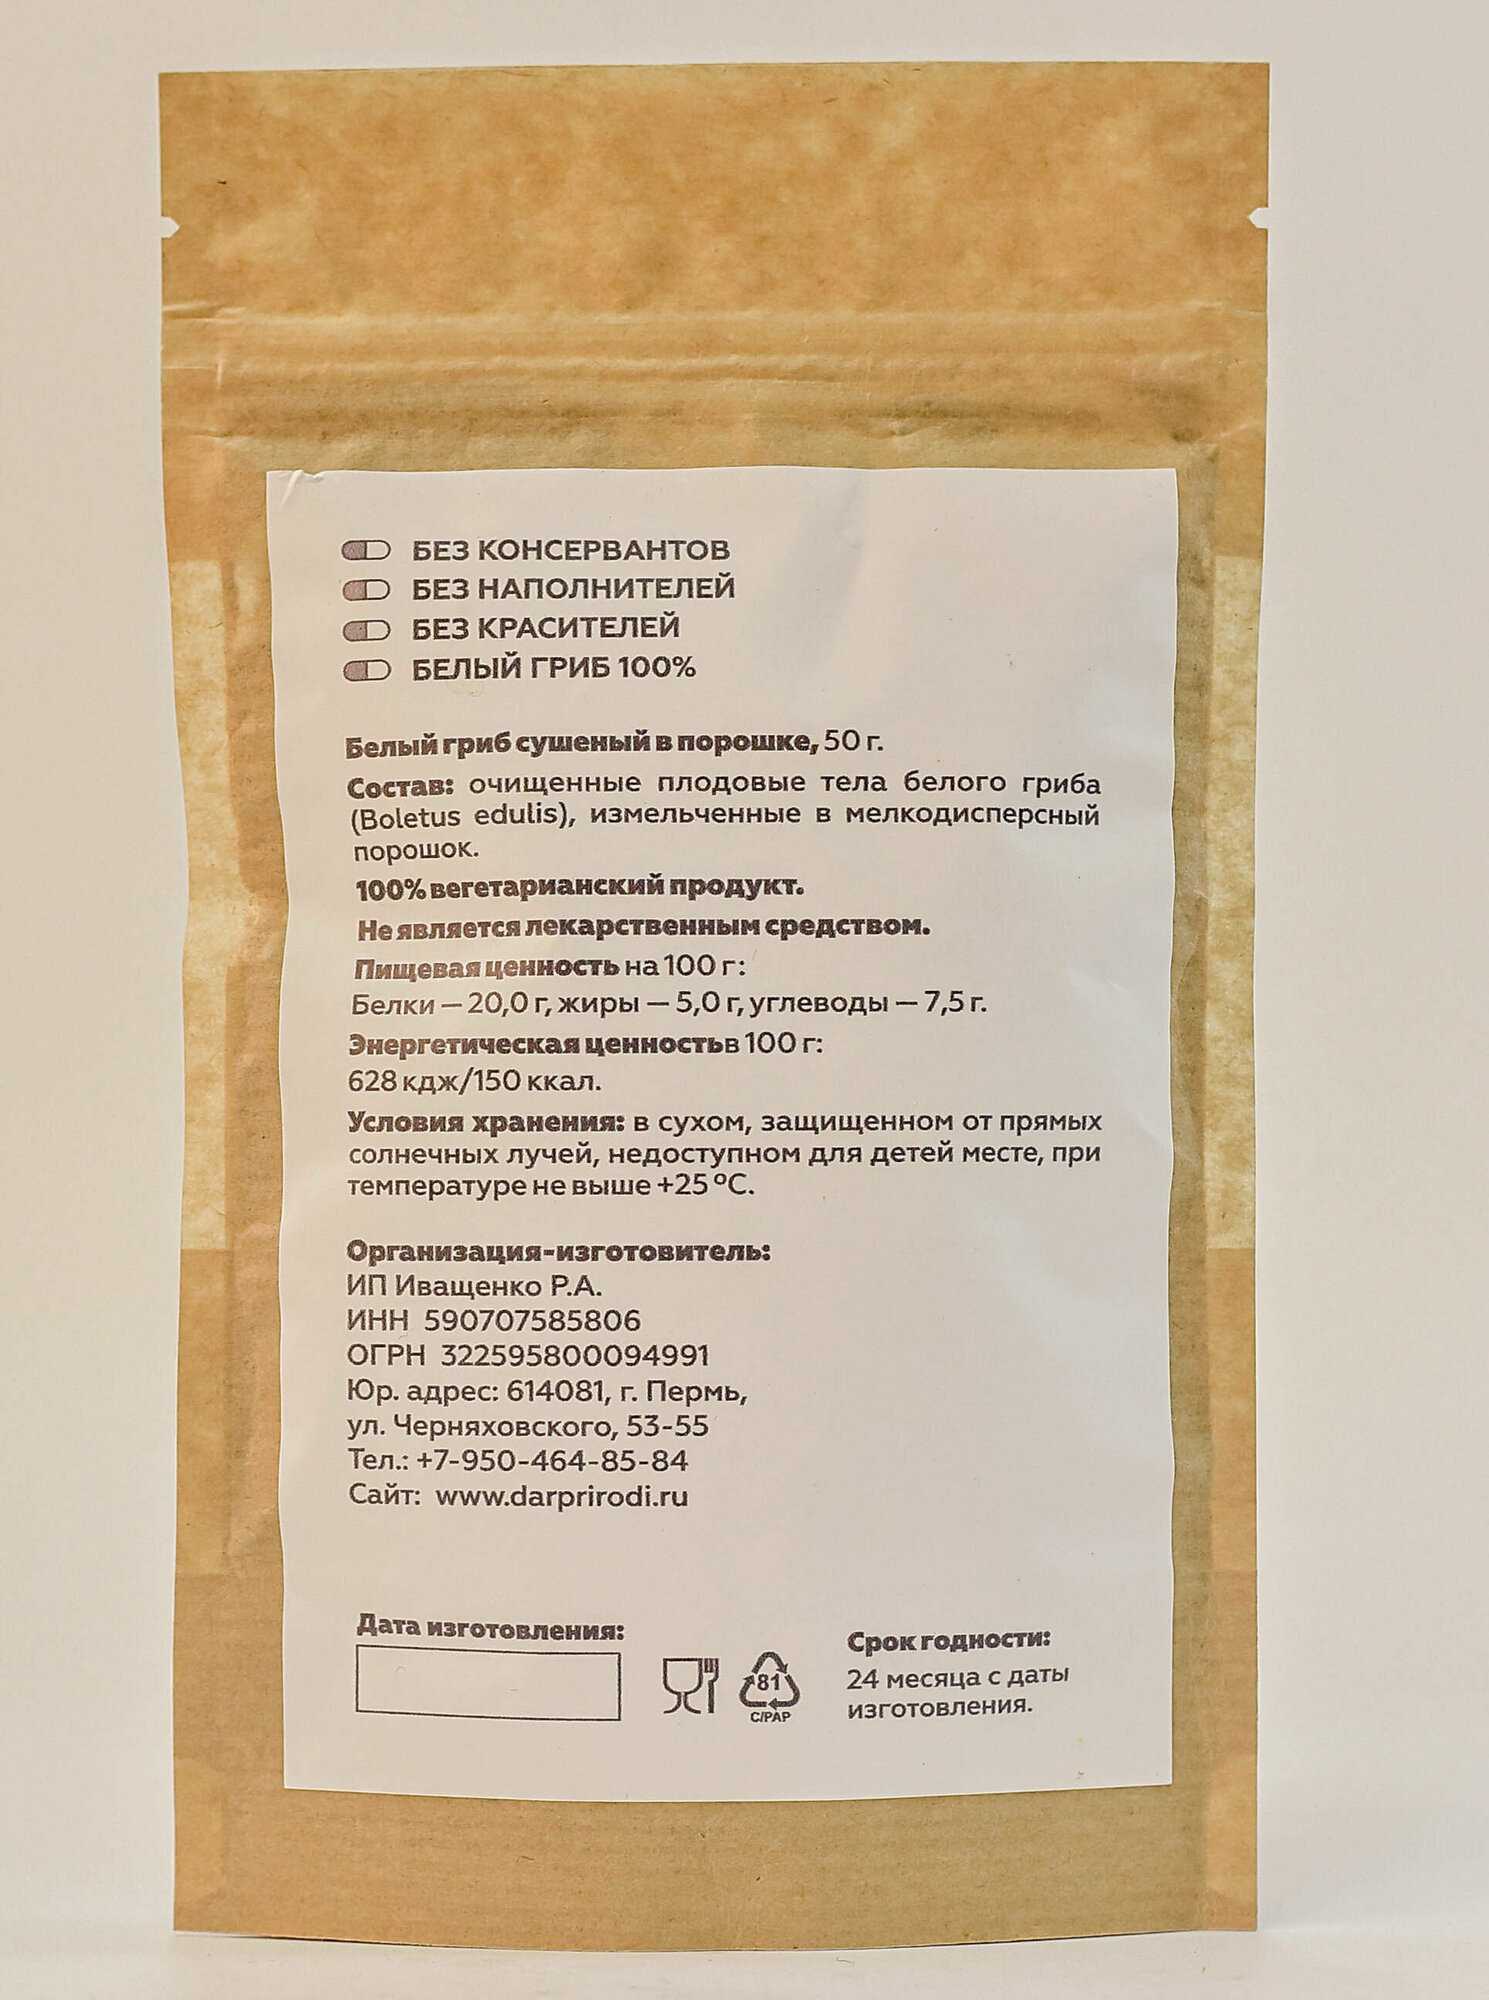 БЕЗ КОНСЕРВАНТОВ
БЕЗ НАПОЛНИТЕЛЕЙ
БЕЗ КРАСИТЕЛЕЙ
БЕЛЫЙ ГРИБ 100%
Белый гриб сушеный в порошке, 50 г.
Состав: очищенные плодовые тела белого гриба
(Boletus edulis), измельченные в мелкодисперсный
порошок.
100% вегетарианский продукт.
Не является лекарственным средством.
Пищевая ценность на 100 г:
Белки — 20,0 г, жиры — 5,0 г, углеводы — 7,5 г.
Энергетическая ценность в 100 г:
628 кдж/150 ккал.
Условия хранения: в сухом, защищенном от прямых
солнечных лучей, недоступном для детей месте, при
температуре не выше +25 °С.
Организация-изготовитель:
ИП Иващенко Р.А.
ИНН 590707585806
ОГРН 322595800094991
Юр. адрес: 614081, г. Пермь,
ул. Черняховского, 53-55
Тел.: +7-950-464-85-84
Сайт: www.darprirodi.ru
Дата изготовления:
81
C/PAP
Срок годности:
24 месяца с даты
изготовления.